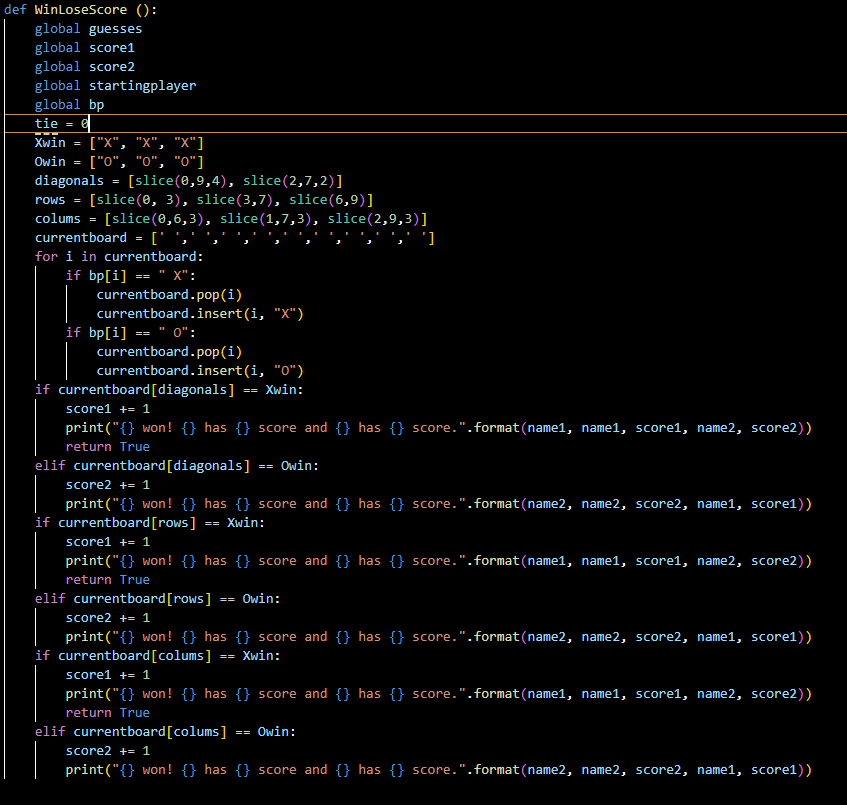 def WinLoseScore ():
    global guesses
    global score1
    global score2
    global startingplayer
    global bp
    tie = 0
    Xwin = ["X", "X", "X"]
    Owin = ["O", "O", "O"]
    diagonals = [slice(0,9,4), slice(2,7,2)]
    rows = [slice(0, 3), slice(3,7), slice(6,9)]
    colums = [slice(0,6,3), slice(1,7,3), slice(2,9,3)]
    currentboard = [' ',' ',' ',' ',' ',' ',' ',' ',' ']
    for i in currentboard:
        if bp[i] == " X":
            currentboard.pop(i)
            currentboard.insert(i, "X")
        if bp[i] == " O":
            currentboard.pop(i)
            currentboard.insert(i, "O")
    if currentboard[diagonals] == Xwin:
        score1 += 1
        print("{} won! {} has {} score and {} has {} score.".format(name1, name1, score1, name2, score2))
        return True
    elif currentboard[diagonals] == Owin:
        score2 += 1
        print("{} won! {} has {} score and {} has {} score.".format(name2, name2, score2, name1, score1))
    if currentboard[rows] == Xwin:
        score1 += 1
        print("{} won! {} has {} score and {} has {} score.".format(name1, name1, score1, name2, score2))
        return True
    elif currentboard[rows] == Owin:
        score2 += 1
        print("{} won! {} has {} score and {} has {} score.".format(name2, name2, score2, name1, score1))
    if currentboard[colums] == Xwin:
        score1 += 1
        print("{} won! {} has {} score and {} has {} score.".format(name1, name1, score1, name2, score2))
        return True
    elif currentboard[colums] == Owin:
        score2 += 1
        print("{} won! {} has {} score and {} has {} score.".format(name2, name2, score2, name1, score1))